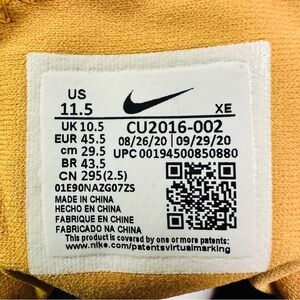 US
11.5
XE
UK 10.5
EUR 45.5
cm 29.5
BR 43.5
CN 295(2.5)
01E90NAZG07ZS
CU2016-002
08/26/20 09/29/20
UPC 00194500850880
MADE IN CHINA
HECHO EN CHINA
FABRIQUE EN CHINE
FABRICADO NA CHINA
This product is covered by one or more patents:
www.nike.com/patentsvirtualmarking